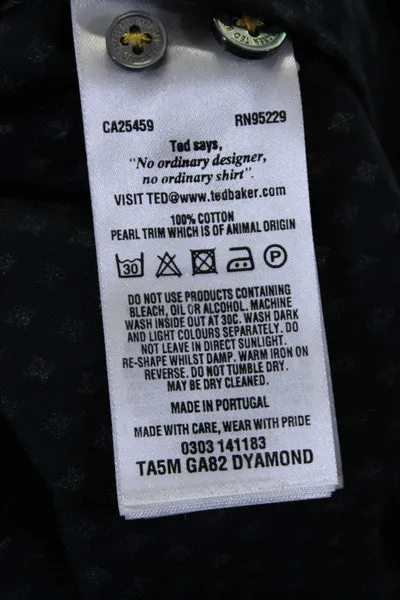 CA25459 RN95229
Ted says,
"No ordinary designer,
no ordinary shirt".
VISIT TED@www.tedbaker.com
100% COTTON
PEARL TRIM WHICH IS OF ANIMAL ORIGIN
30 P
DO NOT USE PRODUCTS CONTAINING
BLEACH, OIL OR ALCOHOL. MACHINE
WASH INSIDE OUT AT 30C. WASH DARK
AND LIGHT COLOURS SEPARATELY. DO
NOT LEAVE IN DIRECT SUNLIGHT.
RE-SHAPE WHILST DAMP. WARM IRON ON
REVERSE. DO NOT TUMBLE DRY.
MAY BE DRY CLEANED.
MADE IN PORTUGAL
MADE WITH CARE, WEAR WITH PRIDE
0303 141183
TA5M GA82 DYAMOND